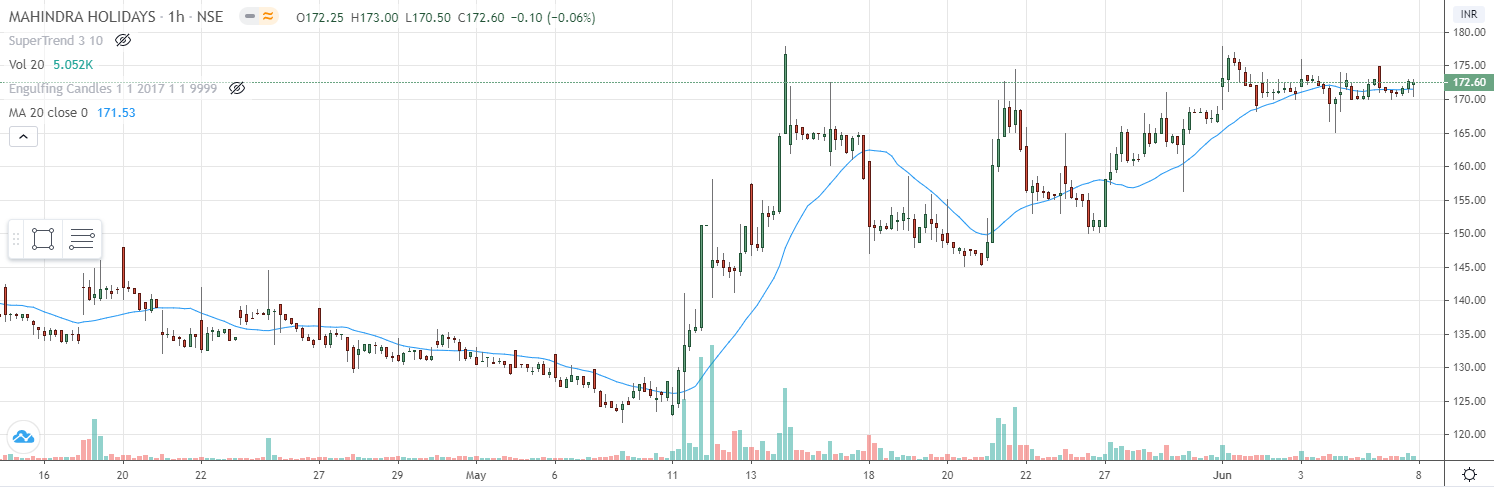 MAHINDRA HOLIDAYS · 1h · NSE O172.25 H173.00 L170.50 C172.60 −0.10 (−0.06%)
INR
SuperTrend 3 10
Vol 20 5.052K
Engulfing Candles 1 1 2017 1 1 9999
MA 20 close 0 171.53
180.00
175.00
172.60
170.00
165.00
160.00
155.00
150.00
145.00
140.00
135.00
130.00
125.00
120.00
16 20 22 27 29 May 6 11 13 18 20 22 27 Jun 3 8